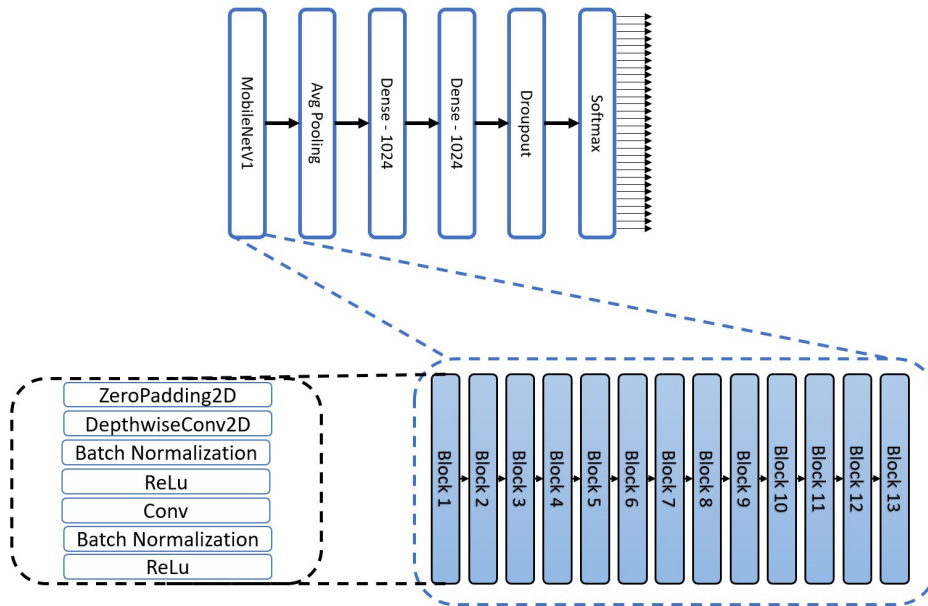 MobileNetV1
Avg Pooling
Dense - 1024
Dense - 1024
Droupout
Softmax
ZeroPadding2D
DepthwiseConv2D
Batch Normalization
ReLu
Conv
Batch Normalization
ReLu
Block 1
Block 2
Block 3
Block 4
Block 5
Block 6
Block 7
Block 8
Block 9
Block 10
Block 11
Block 12
Block 13